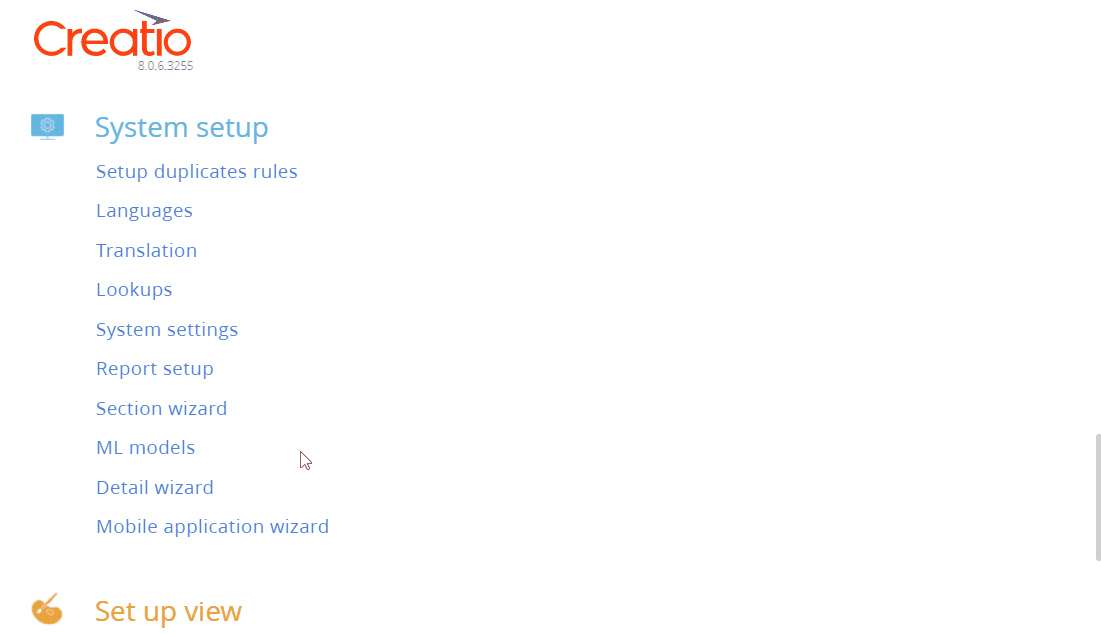 Creatio
8.0.6.3255
System setup
Setup duplicates rules
Languages
Translation
Lookups
System settings
Report setup
Section wizard
ML models
Detail wizard
Mobile application wizard
Set up view